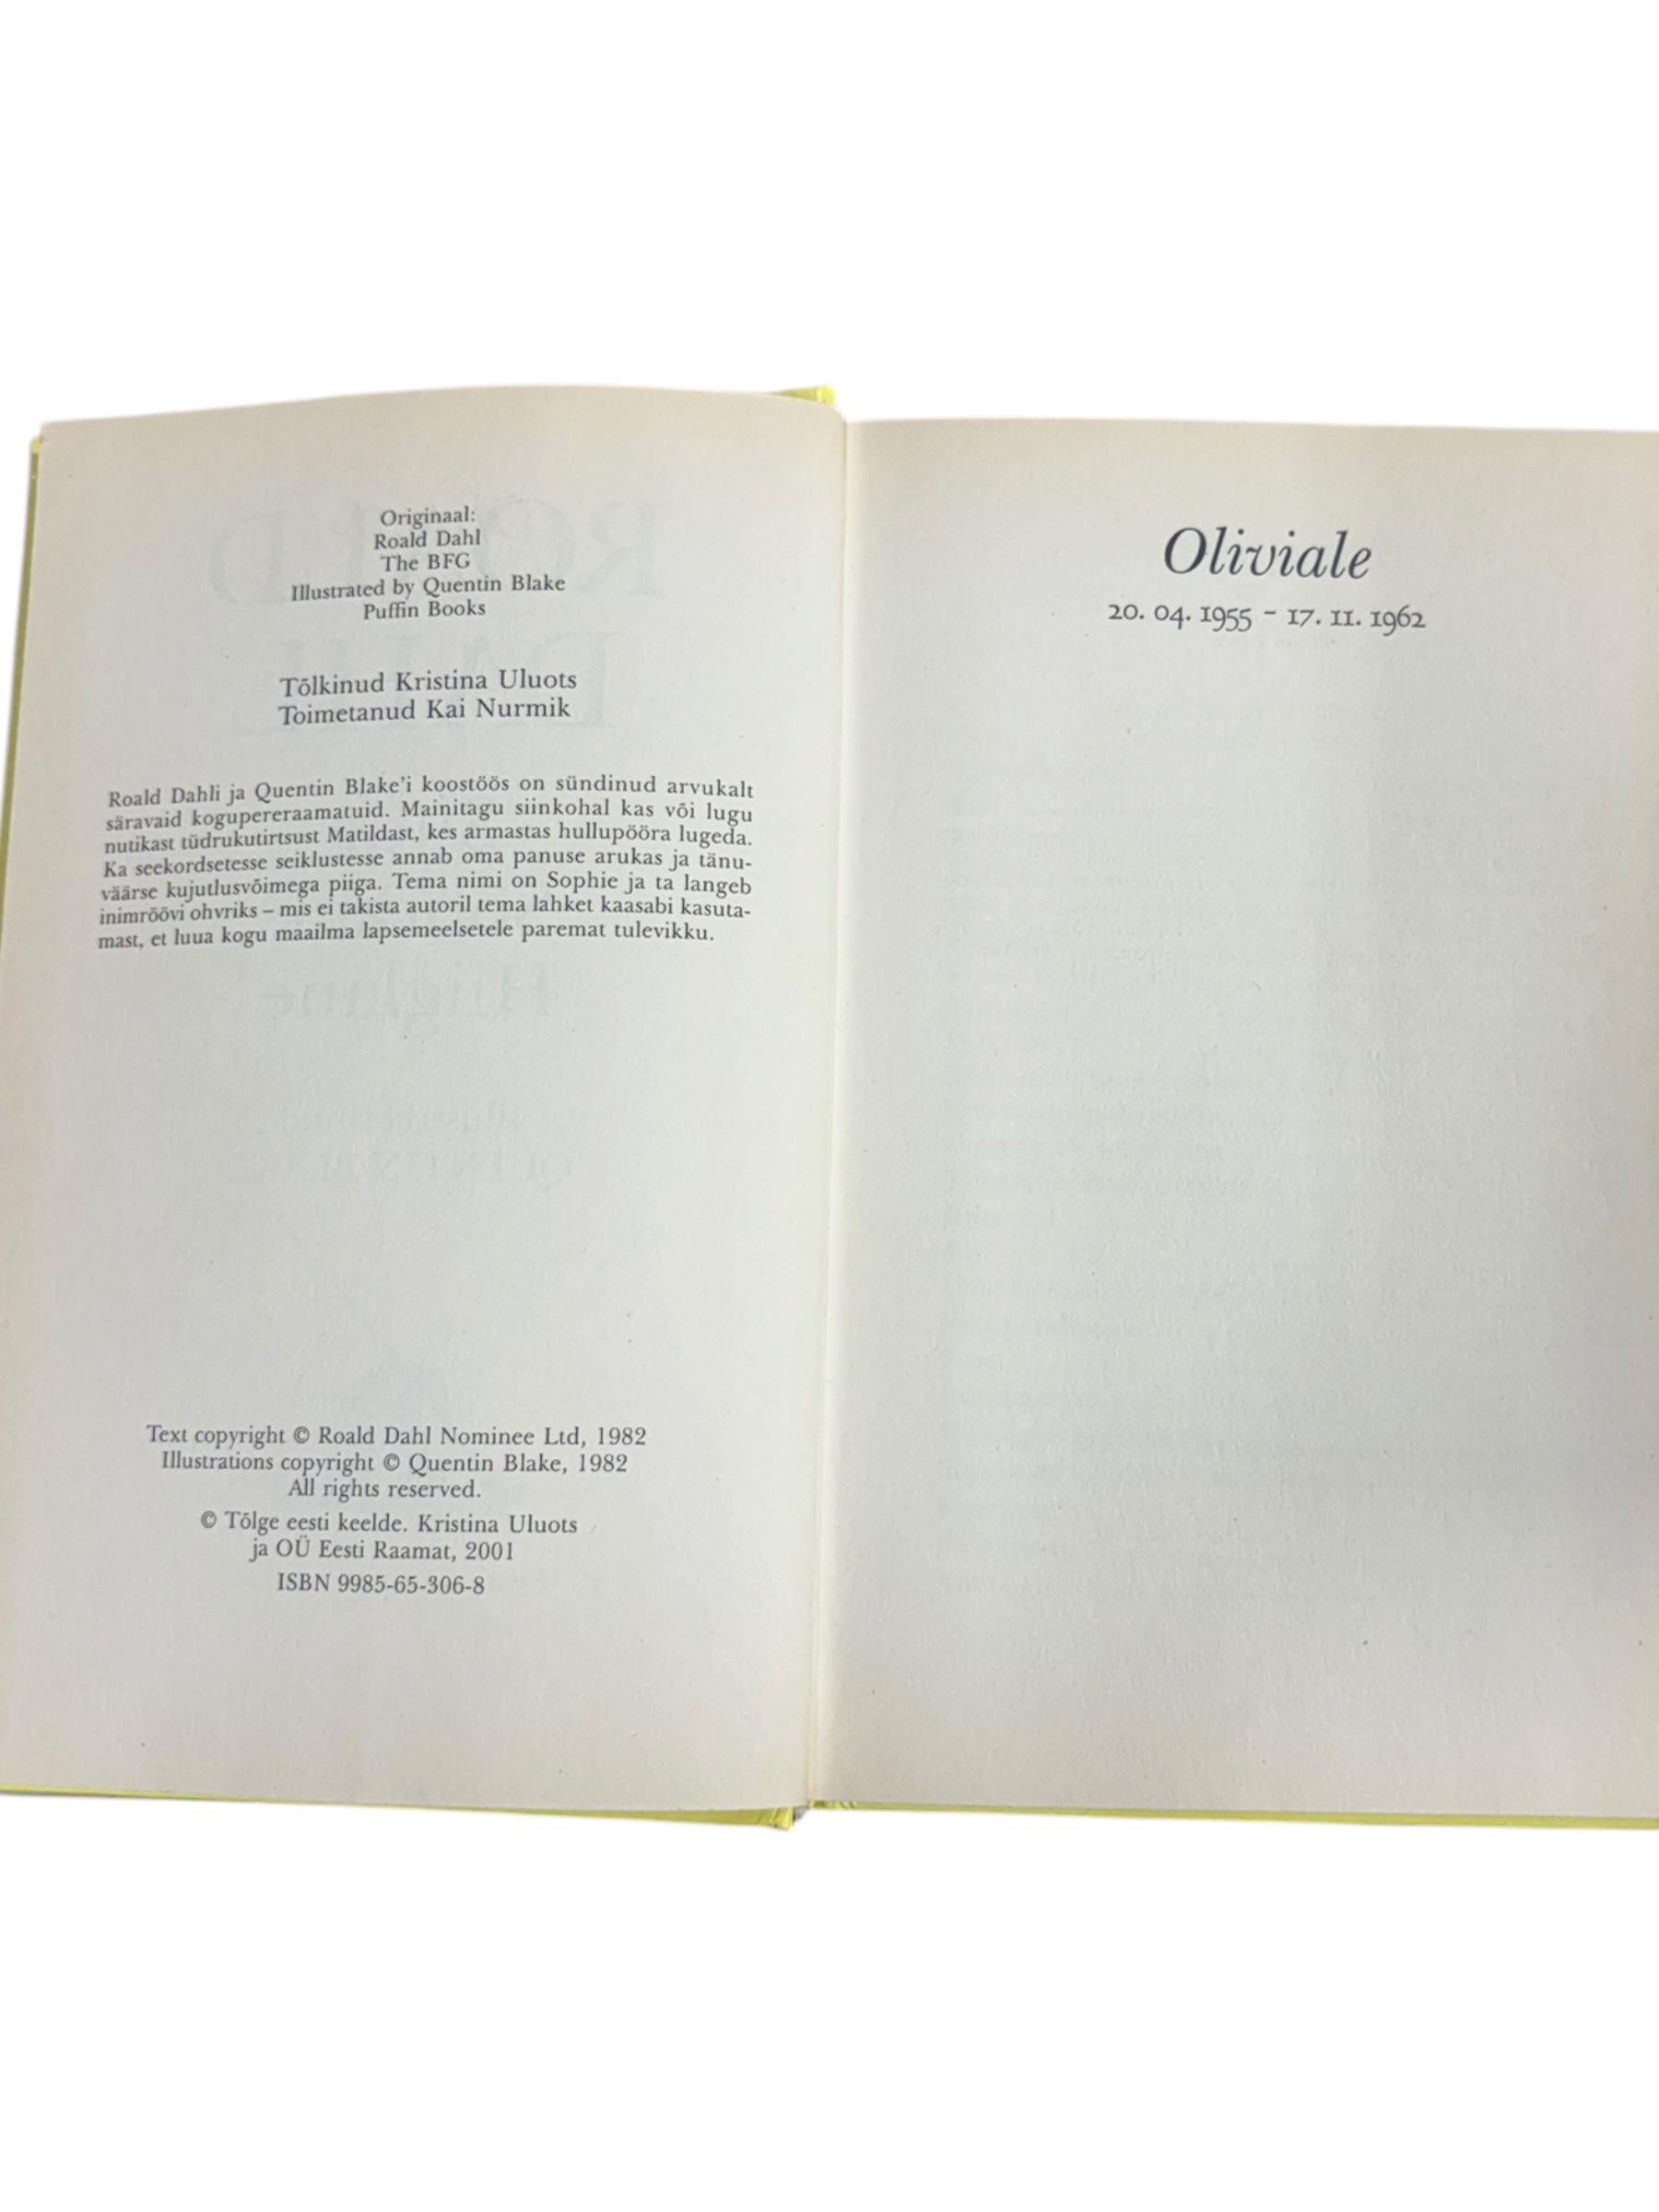 Originaal:
Roald Dahl
The BFG
Illustrated by Quentin Blake
Puffin Books
Tõlkinud Kristina Uluots
Toimetanud Kai Nurmik
Roald Dahli ja Quentin Blake'i koostöös on sündinud arvukalt
säravaid kogupereraamatuid. Mainitagu siinkohal kas või lugu
nutikast tüdrukutirtsust Matildast, kes armastas hullupööra lugeda.
Ka seekordsetesse seiklustesse annab oma panuse arukas ja tänu-
väärse kujutlusvõimega piiga. Tema nimi on Sophie ja ta langeb
inimröövi ohvriks – mis ei takista autoril tema lahket kaasabi kasuta-
mast, et luua kogu maailma lapsemeelsetele paremat tulevikku.
Text copyright © Roald Dahl Nominee Ltd, 1982
Illustrations copyright © Quentin Blake, 1982
All rights reserved.
© Tõlge eesti keelde. Kristina Uluots
ja OÜ Eesti Raamat, 2001
ISBN 9985-65-306-8
Oliviale
20. 04. 1955 – 17. 11. 1962